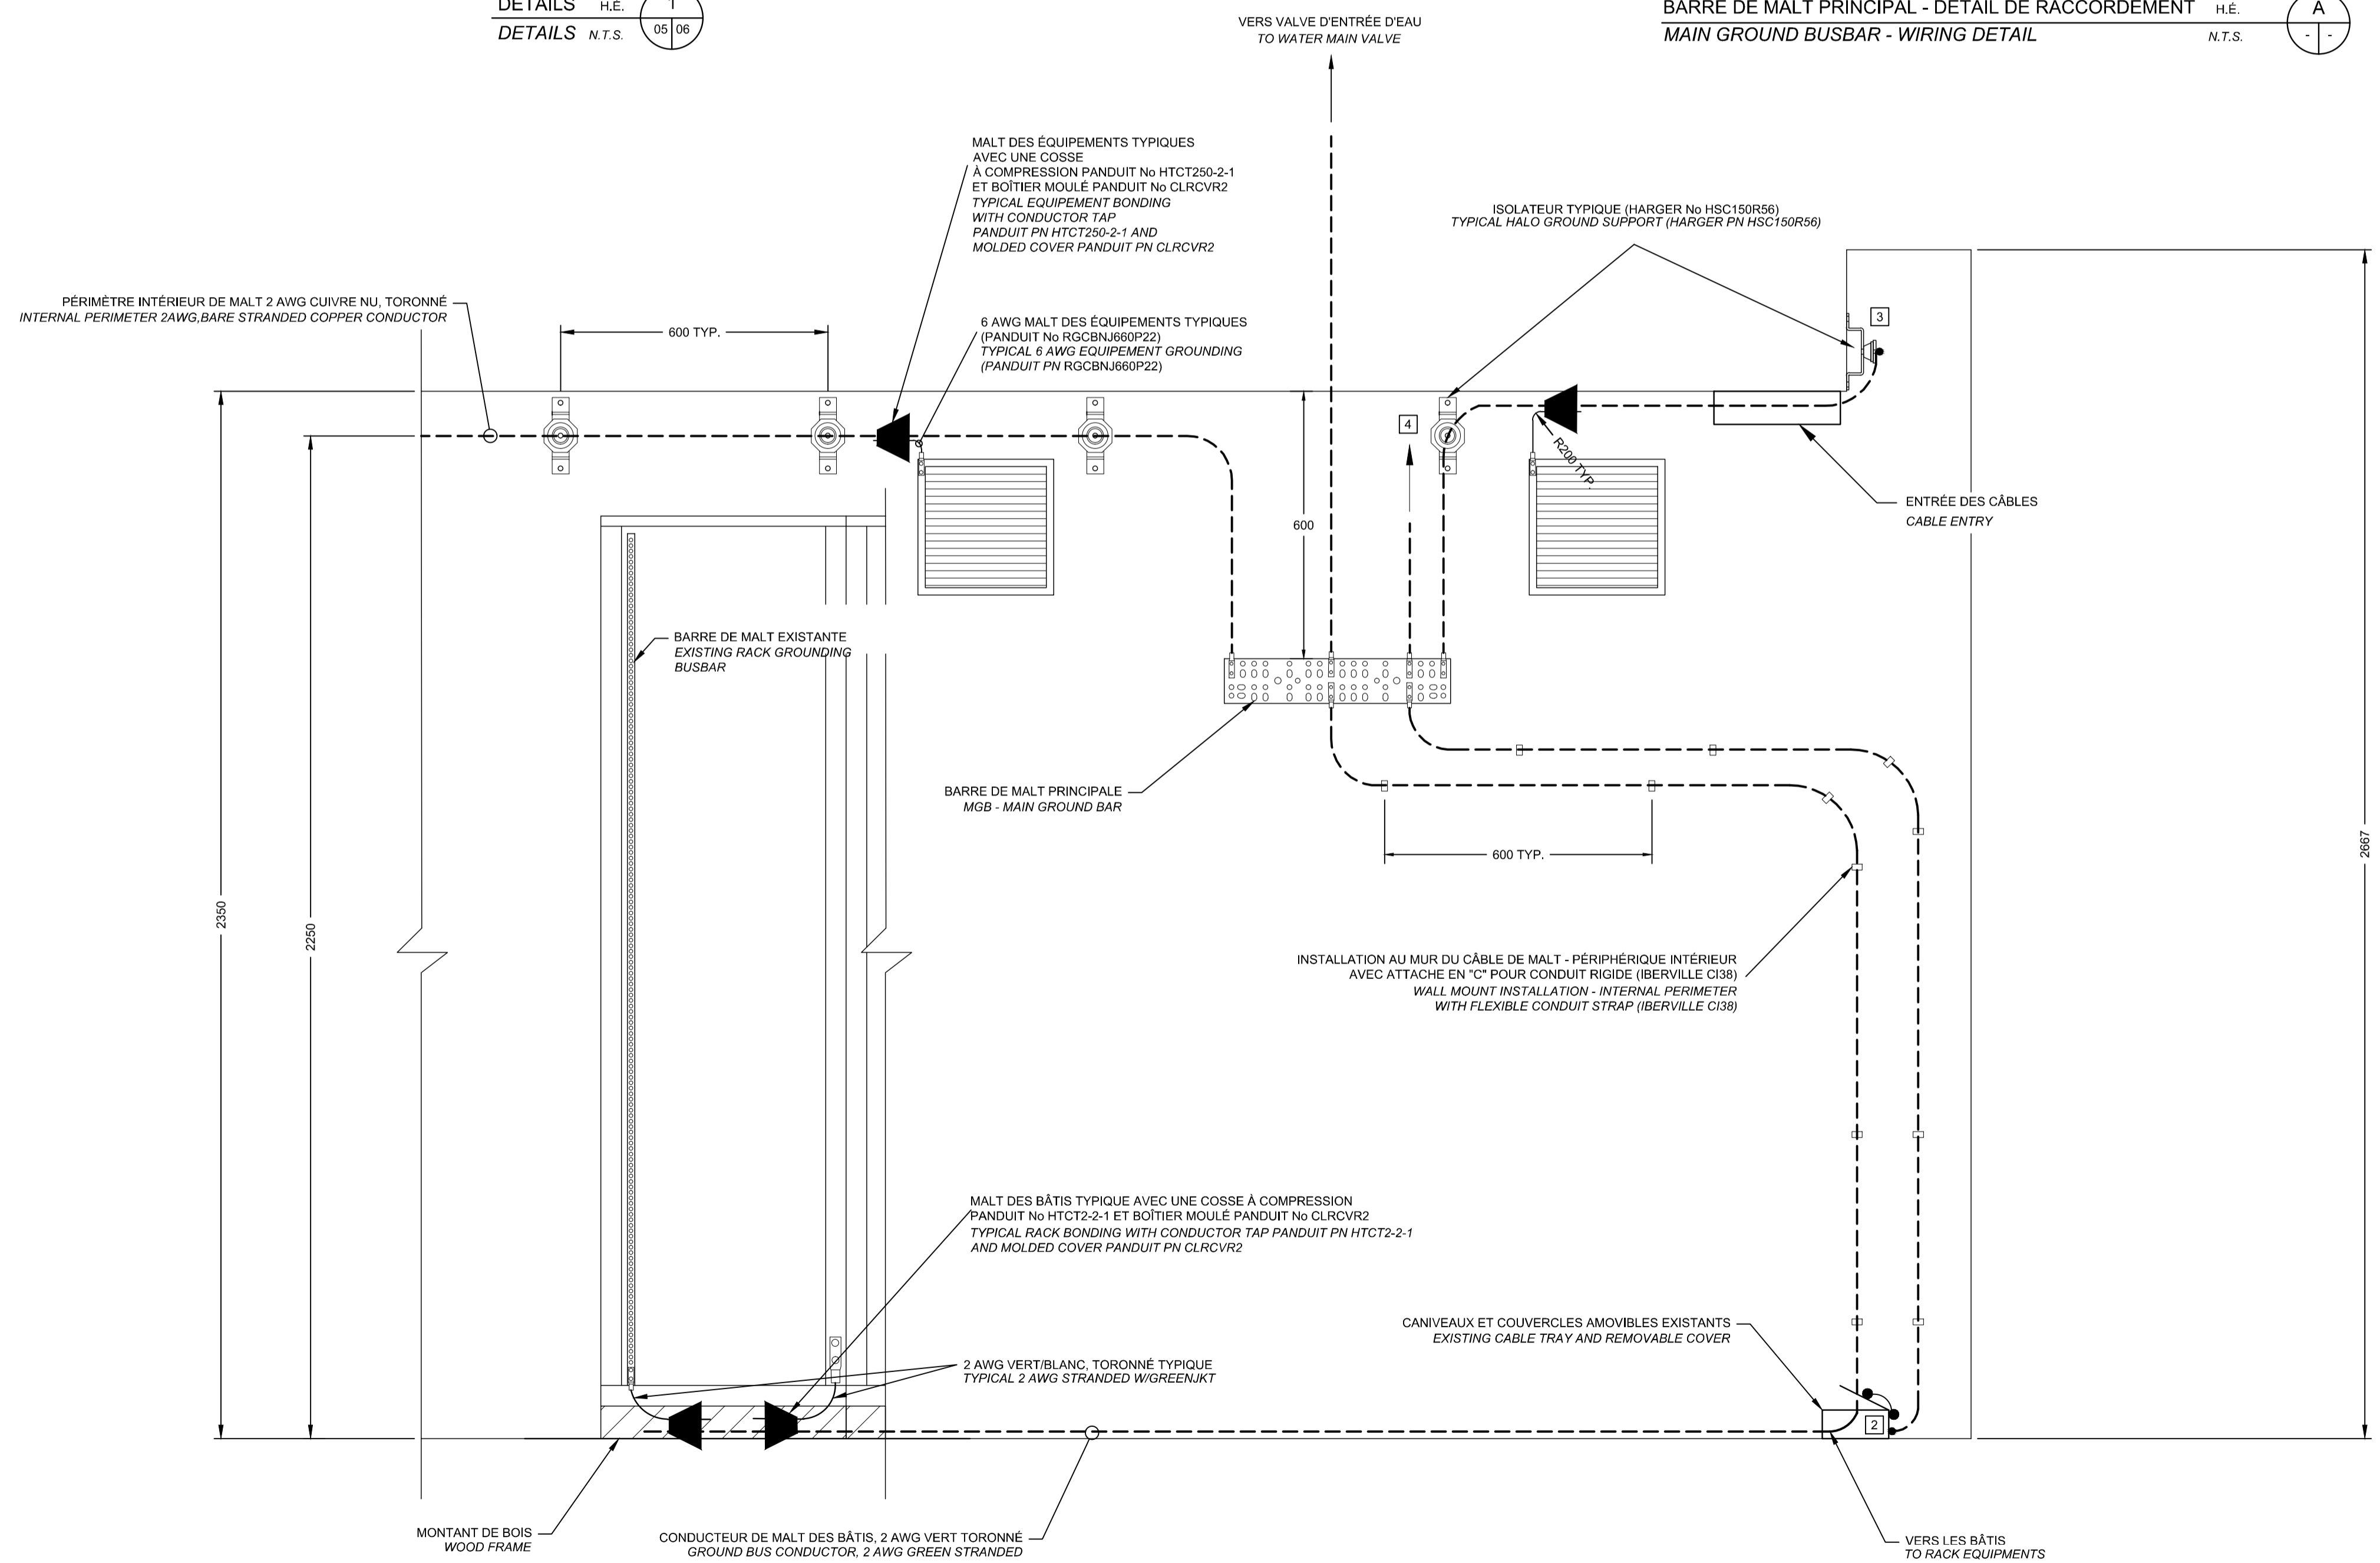 DÉTAILS H.É.
1
DETAILS N.T.S.
05 06
VERS VALVE D'ENTRÉE D'EAU
TO WATER MAIN VALVE
BARRE DE MALT PRINCIPAL - DÉTAIL DE RACCORDEMENT H.É.
A
MAIN GROUND BUSBAR - WIRING DETAIL N.T.S.
- -
MALT DES ÉQUIPEMENTS TYPIQUES
AVEC UNE COSSE
À COMPRESSION PANDUIT No HTCT250-2-1
ET BOÎTIER MOULÉ PANDUIT No CLRCVR2
TYPICAL EQUIPEMENT BONDING
WITH CONDUCTOR TAP
PANDUIT PN HTCT250-2-1 AND
MOLDED COVER PANDUIT PN CLRCVR2
ISOLATEUR TYPIQUE (HARGER No HSC150R56)
TYPICAL HALO GROUND SUPPORT (HARGER PN HSC150R56)
PÉRIMÈTRE INTÉRIEUR DE MALT 2 AWG CUIVRE NU, TORONNÉ
INTERNAL PERIMETER 2AWG,BARE STRANDED COPPER CONDUCTOR
600 TYP.
6 AWG MALT DES ÉQUIPEMENTS TYPIQUES
(PANDUIT No RGCBNJ660P22)
TYPICAL 6 AWG EQUIPEMENT GROUNDING
(PANDUIT PN RGCBNJ660P22)
3
4
R200 TYP.
600
ENTRÉE DES CÂBLES
CABLE ENTRY
BARRE DE MALT EXISTANTE
EXISTING RACK GROUNDING
BUSBAR
BARRE DE MALT PRINCIPALE
MGB - MAIN GROUND BAR
600 TYP.
2350
2250
2667
INSTALLATION AU MUR DU CÂBLE DE MALT - PÉRIPHÉRIQUE INTÉRIEUR
AVEC ATTACHE EN "C" POUR CONDUIT RIGIDE (IBERVILLE CI38)
WALL MOUNT INSTALLATION - INTERNAL PERIMETER
WITH FLEXIBLE CONDUIT STRAP (IBERVILLE CI38)
MALT DES BÂTIS TYPIQUE AVEC UNE COSSE À COMPRESSION
PANDUIT No HTCT2-2-1 ET BOÎTIER MOULÉ PANDUIT No CLRCVR2
TYPICAL RACK BONDING WITH CONDUCTOR TAP PANDUIT PN HTCT2-2-1
AND MOLDED COVER PANDUIT PN CLRCVR2
CANIVEAUX ET COUVERCLES AMOVIBLES EXISTANTS
EXISTING CABLE TRAY AND REMOVABLE COVER
2 AWG VERT/BLANC, TORONNÉ TYPIQUE
TYPICAL 2 AWG STRANDED W/GREENJKT
2
MONTANT DE BOIS
WOOD FRAME
CONDUCTEUR DE MALT DES BÂTIS, 2 AWG VERT TORONNÉ
GROUND BUS CONDUCTOR, 2 AWG GREEN STRANDED
VERS LES BÂTIS
TO RACK EQUIPMENTS